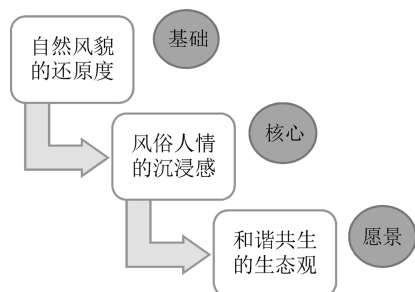 自然风貌
的还原度
基础
风俗人情
的沉浸感
核心
和谐共生
的生态观
愿景